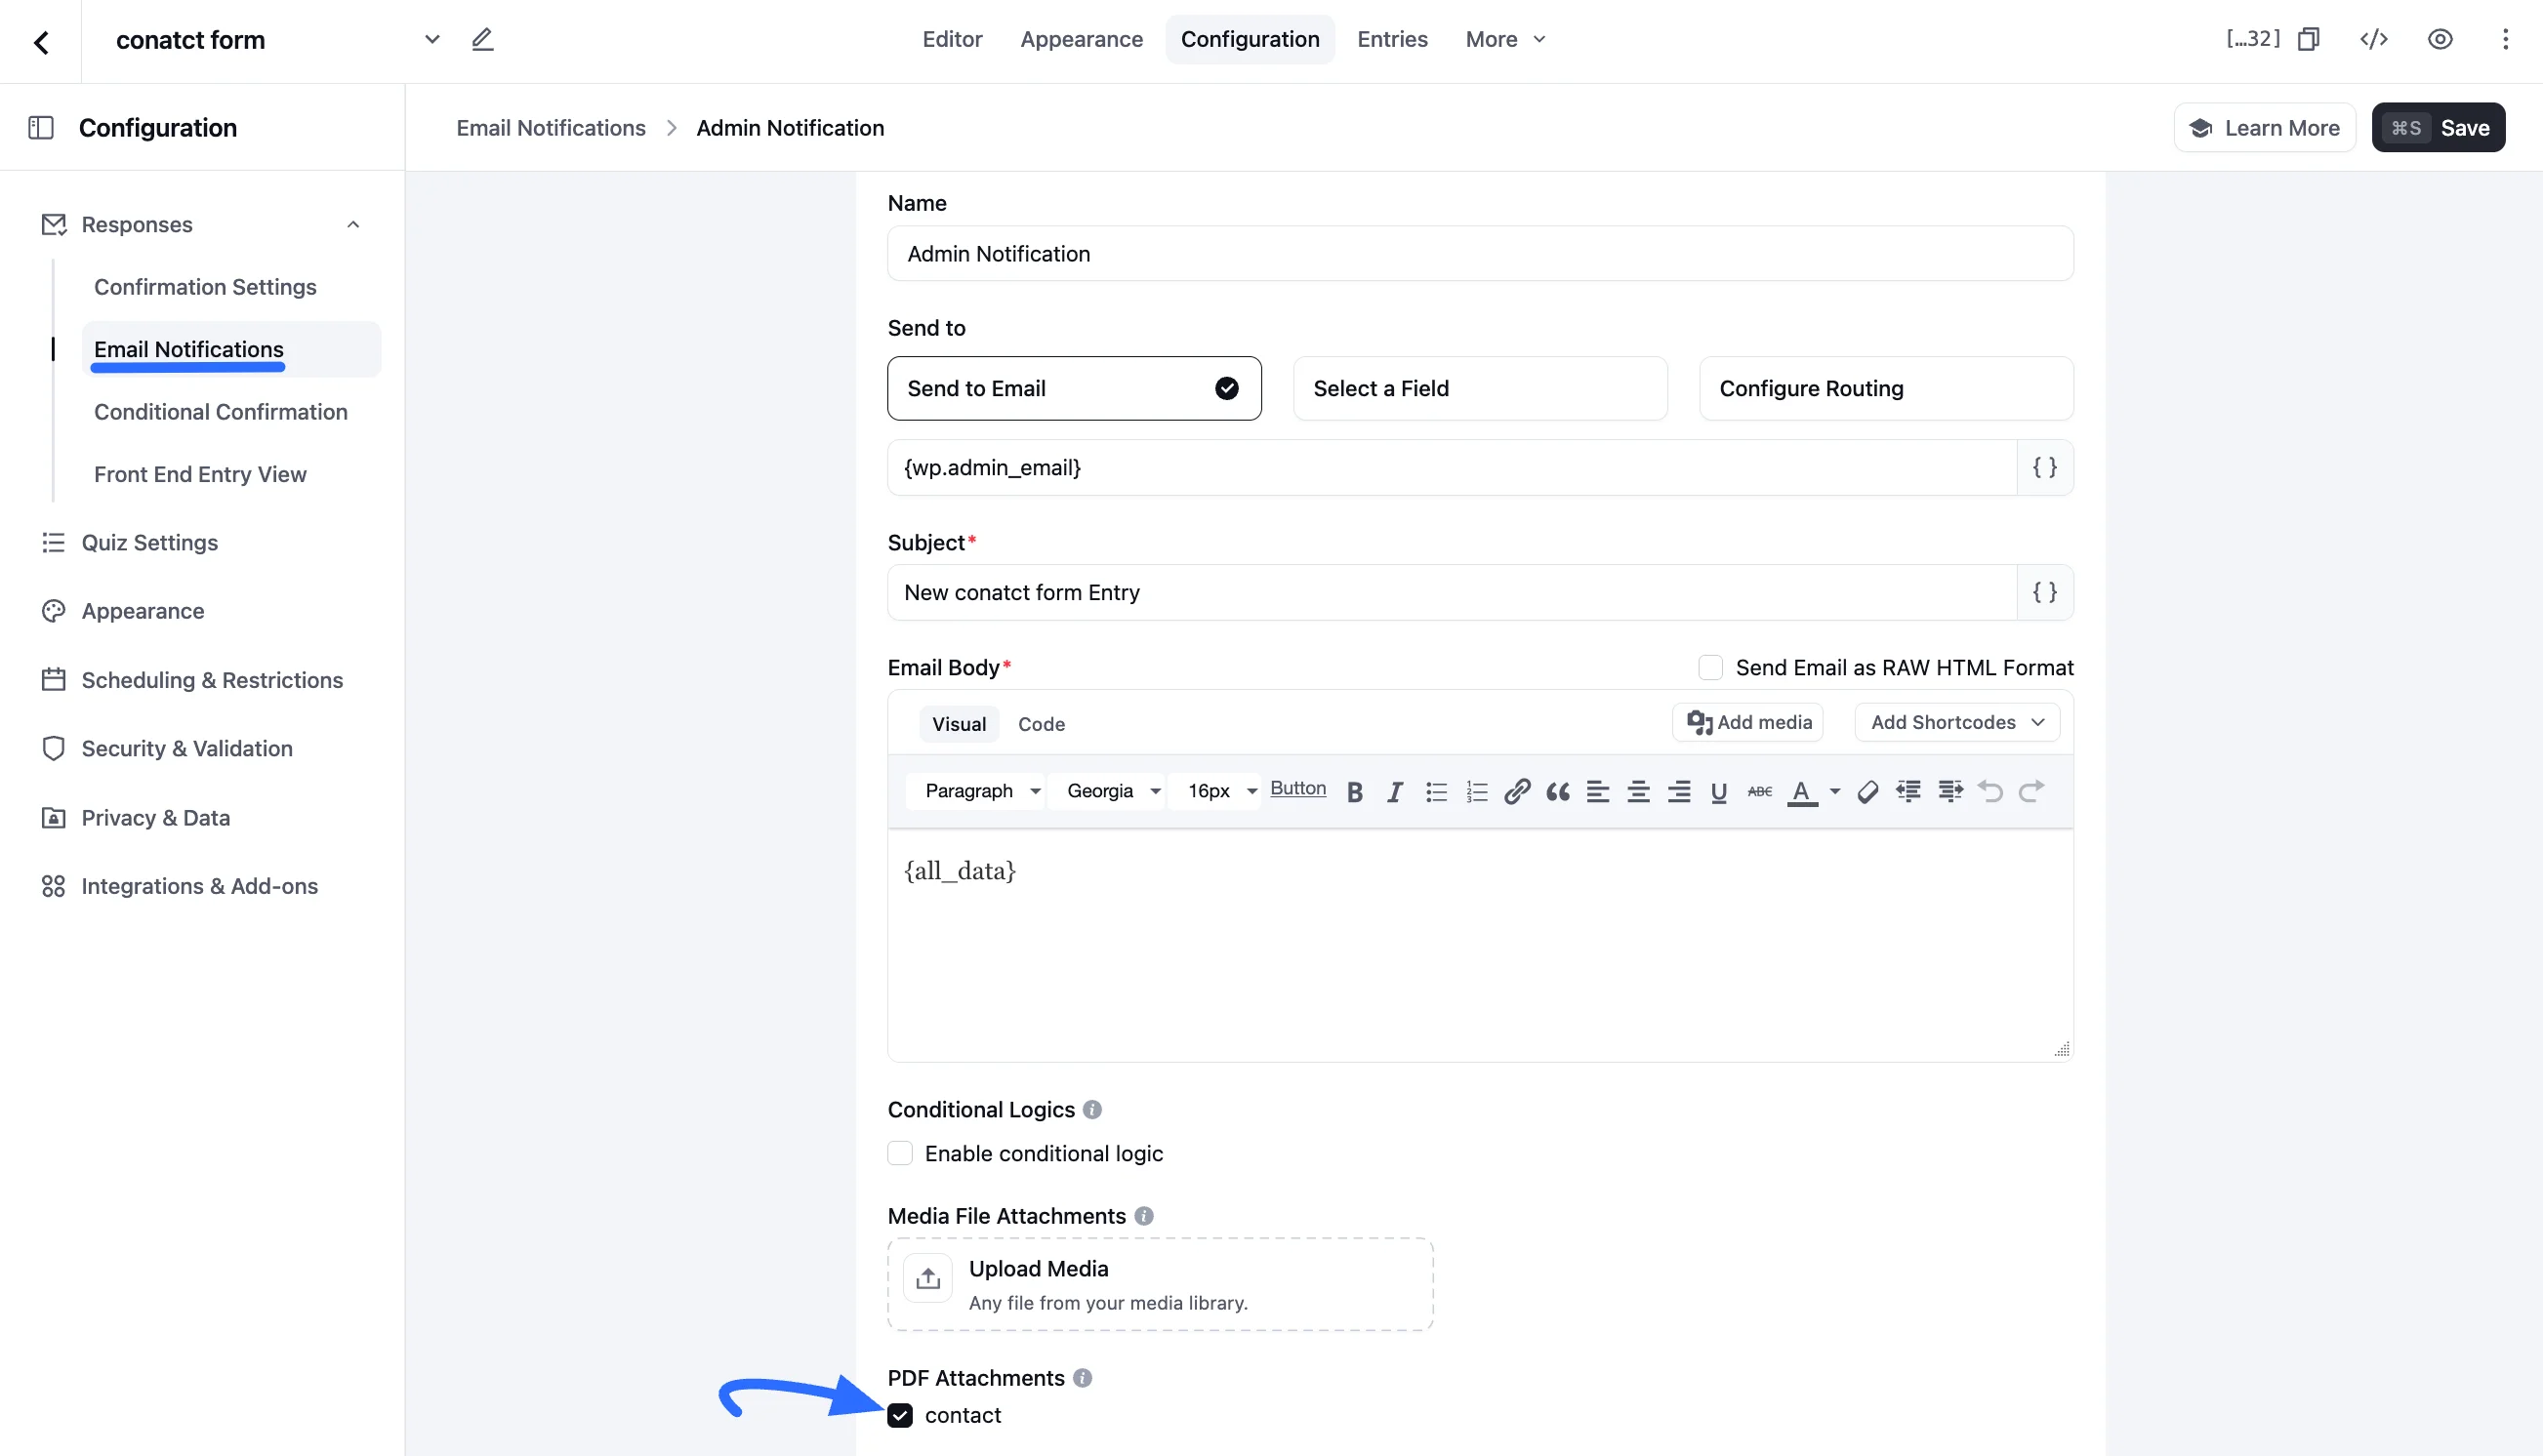 conatct form
Editor
Appearance
Configuration
Entries
More
[...32]
Configuration
Email Notifications
Admin Notification
Learn More
⌘S Save
Responses
Confirmation Settings
Email Notifications
Conditional Confirmation
Front End Entry View
Quiz Settings
Appearance
Scheduling & Restrictions
Security & Validation
Privacy & Data
Integrations & Add-ons
Name
Admin Notification
Send to
Send to Email
Select a Field
Configure Routing
{wp.admin_email}
{ }
Subject*
New conatct form Entry
{ }
Email Body*
Send Email as RAW HTML Format
Visual
Code
Add media
Add Shortcodes
Paragraph
Georgia
16px
Button
B
I
U
ABC
A
{all_data}
Conditional Logics
Enable conditional logic
Media File Attachments
Upload Media
Any file from your media library.
PDF Attachments
contact